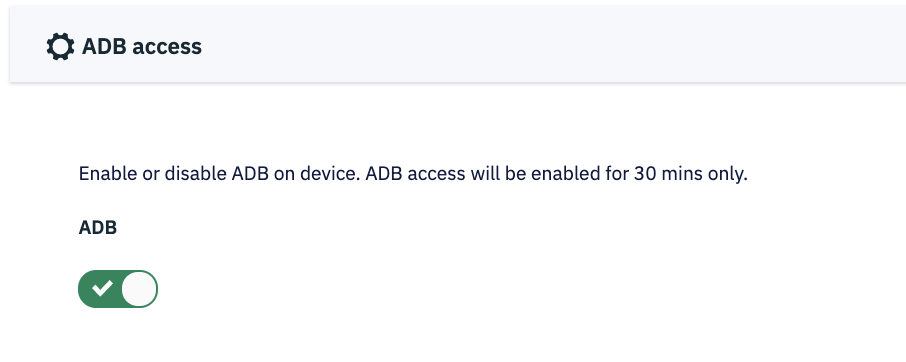 ADB access
Enable or disable ADB on device. ADB access will be enabled for 30 mins only.
ADB